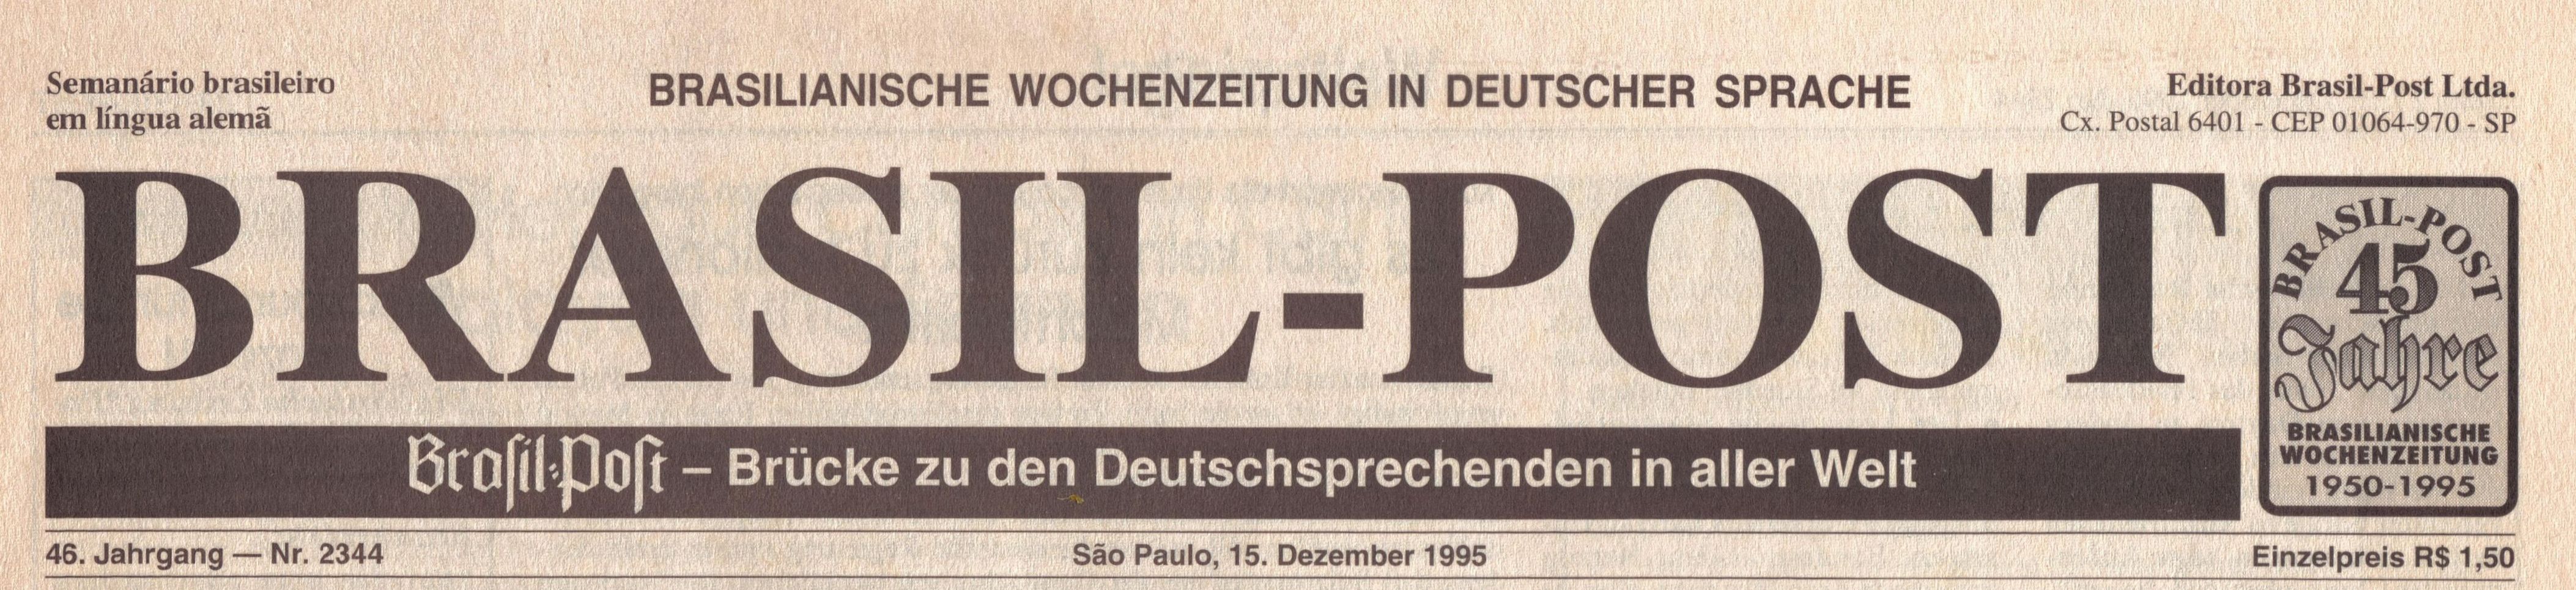 Semanário brasileiro
em língua alemã
BRASILIANISCHE WOCHENZEITUNG IN DEUTSCHER SPRACHE
Editora Brasil-Post Ltda.
Cx. Postal 6401 - CEP 01064-970 - SP
BRASIL-POST
BRASIL-POST
45
Jahre
BRASILIANISCHE
WOCHENZEITUNG
1950-1995
Brasil-Post – Brücke zu den Deutschsprechenden in aller Welt
46. Jahrgang — Nr. 2344
São Paulo, 15. Dezember 1995
Einzelpreis R$ 1,50